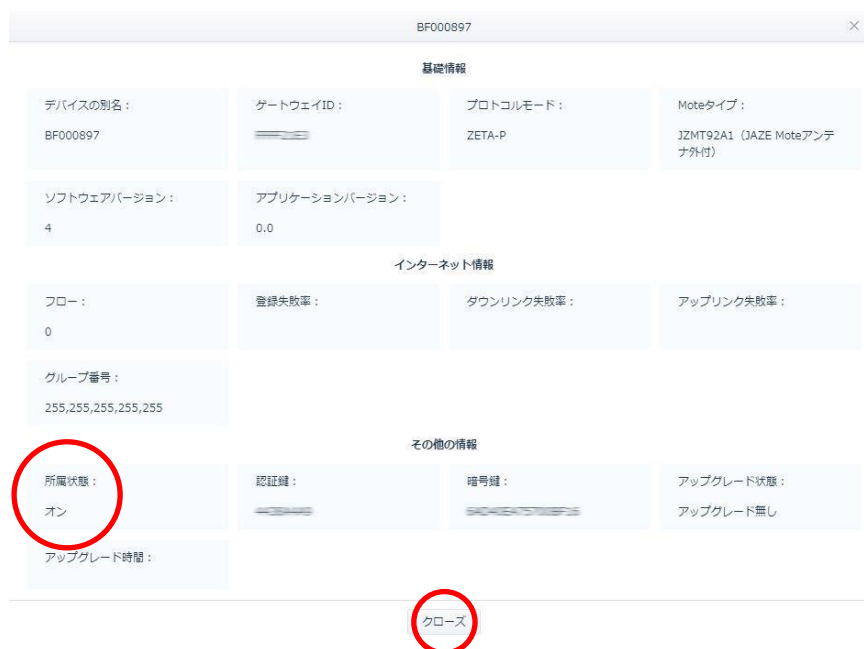 BF000897 ×
基礎情報
デバイスの別名： ゲートウェイID： プロトコルモード： Moteタイプ：
BF000897 ZETA-P JZMT92A1（JAZE Moteアンテ
ナ外付）
ソフトウェアバージョン： アプリケーションバージョン：
4 0.0
インターネット情報
フロー： 登録失敗率： ダウンリンク失敗率： アップリンク失敗率：
0
グループ番号：
255,255,255,255,255
その他の情報
所属状態： 認証鍵： 暗号鍵： アップグレード状態：
オン アップグレード無し
アップグレード時間：
クローズ